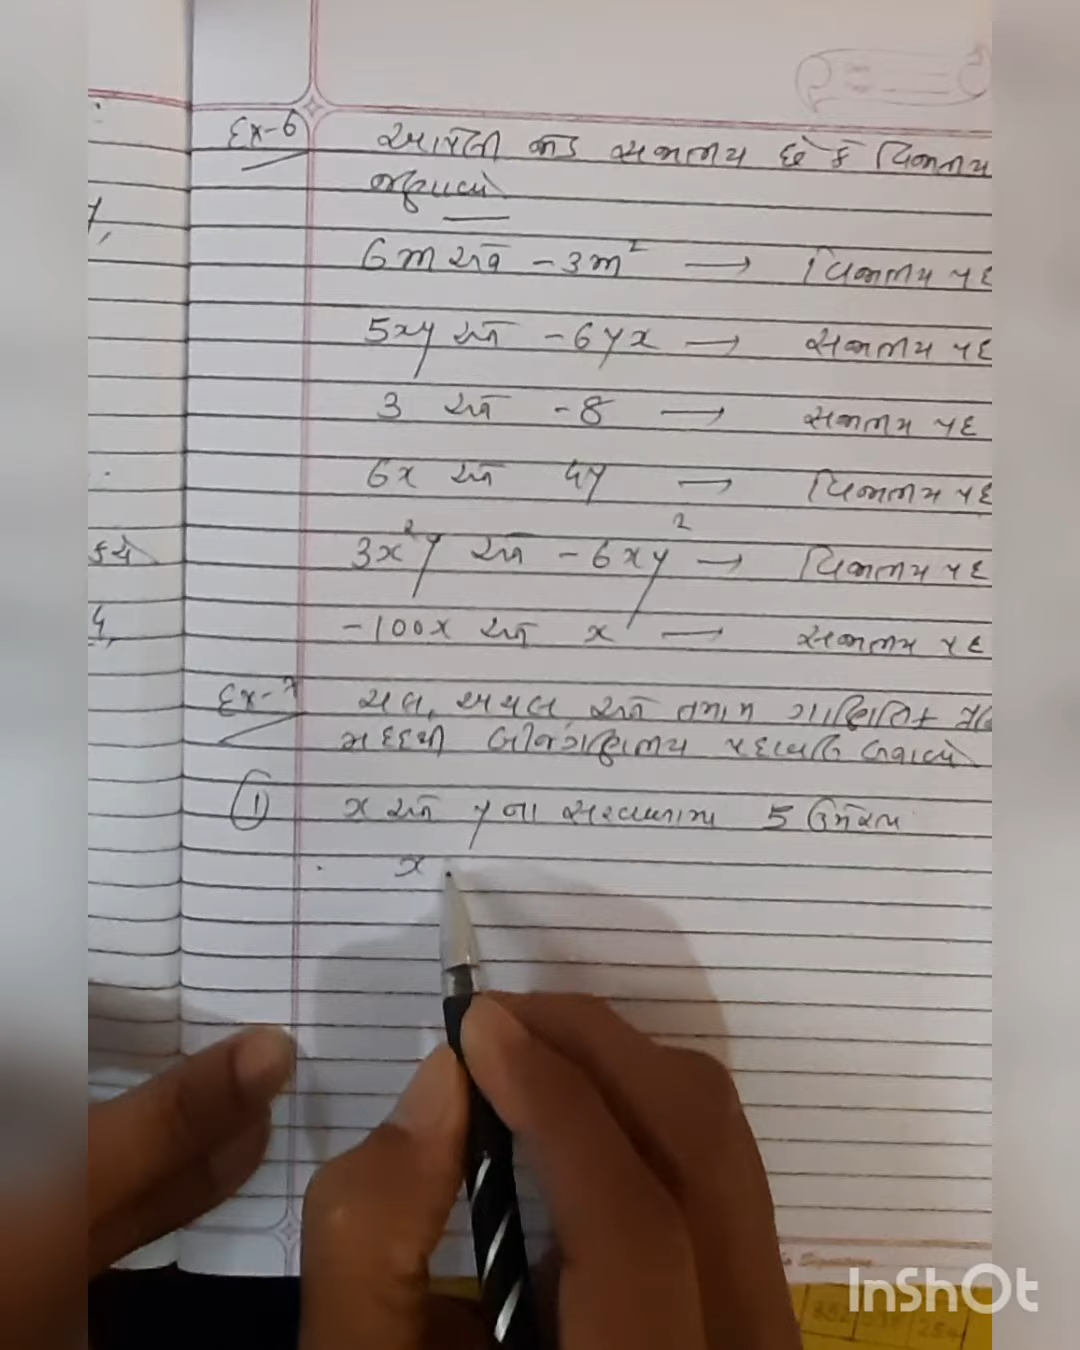 Ex-6 આપેલી જોડ સજાતીય છે કે વિજાતીય
જણાવો
6m અને -3m² → વિજાતીય પદ
5xy અને -6yx → સજાતીય પદ
3 અને -8 → સજાતીય પદ
6x અને 4y → વિજાતીય પદ
3x²y અને -6xy² → વિજાતીય પદ
કયો
-100x અને x → સજાતીય પદ
Ex-7 ચલ, અચલ, અને તમામ ગાણિતિક
મદદથી બીજગણિતીય પદાવલિ બનાવો
① x અને y ના સરવાળામાં 5 ઉમેરતા
x
InShOt